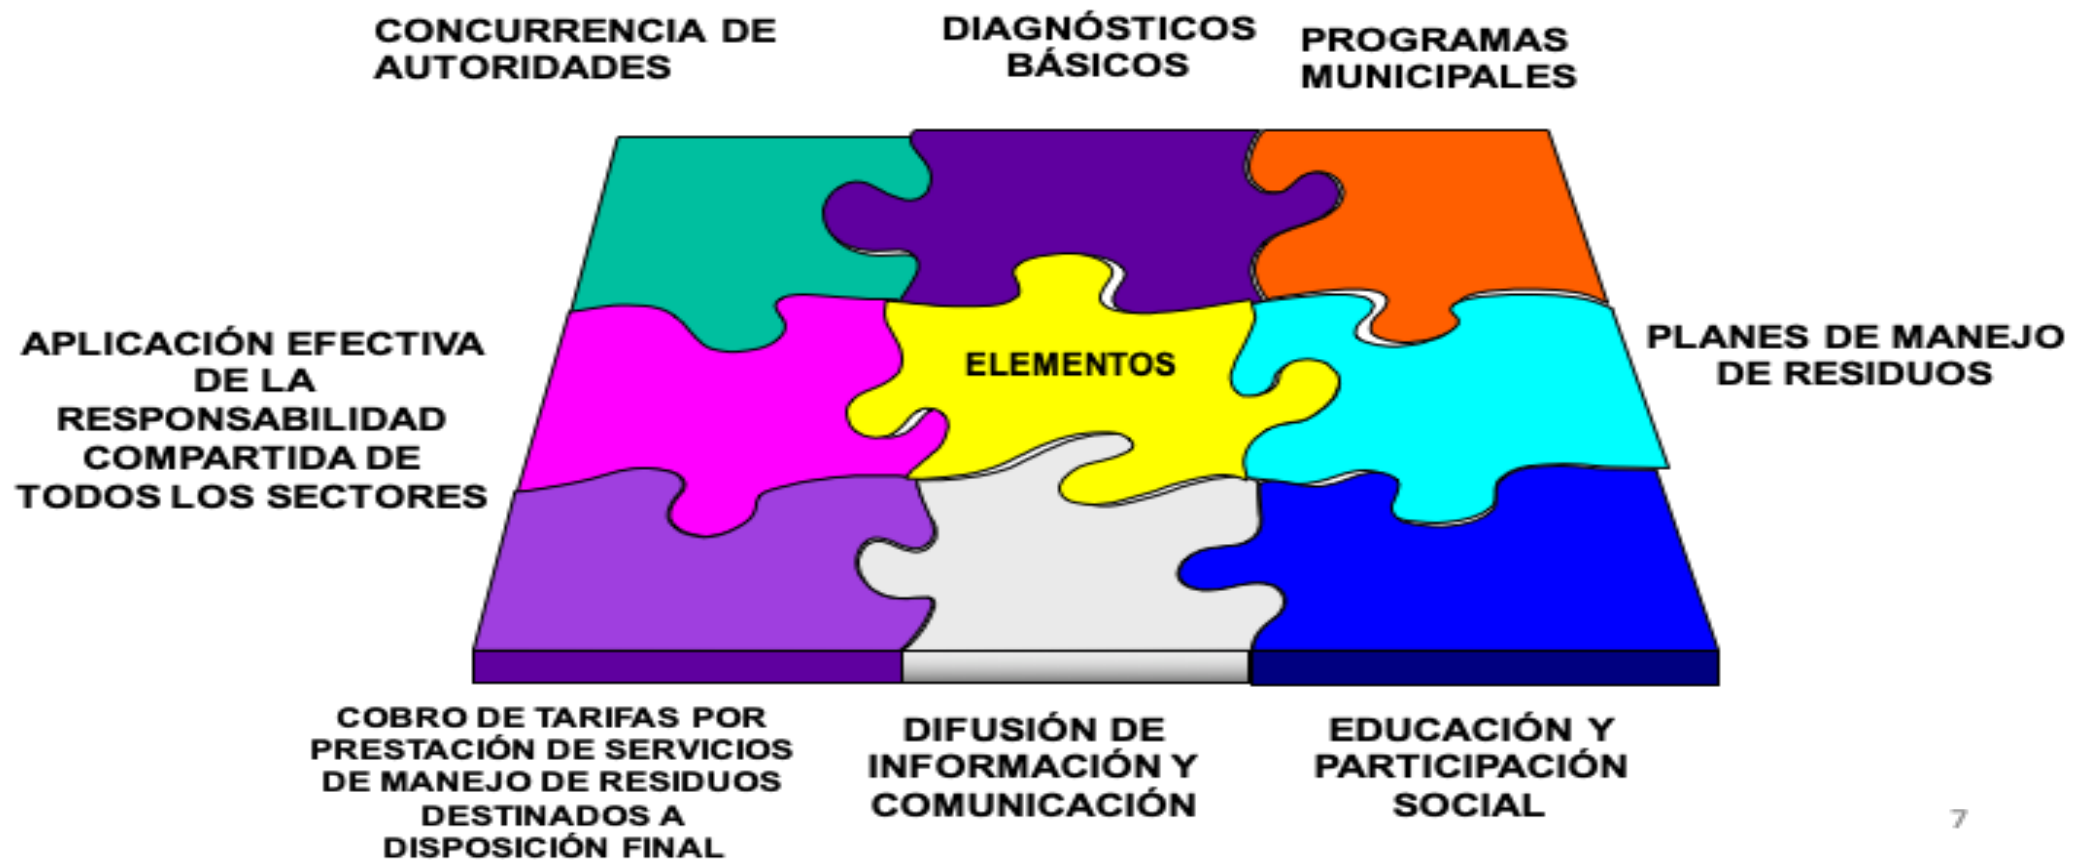 CONCURRENCIA DE
AUTORIDADES
DIAGNÓSTICOS
BÁSICOS
PROGRAMAS
MUNICIPALES
APLICACIÓN EFECTIVA
DE LA
RESPONSABILIDAD
COMPARTIDA DE
TODOS LOS SECTORES
ELEMENTOS
PLANES DE MANEJO
DE RESIDUOS
COBRO DE TARIFAS POR
PRESTACIÓN DE SERVICIOS
DE MANEJO DE RESIDUOS
DESTINADOS A
DISPOSICIÓN FINAL
DIFUSIÓN DE
INFORMACIÓN Y
COMUNICACIÓN
EDUCACIÓN Y
PARTICIPACIÓN
SOCIAL
7